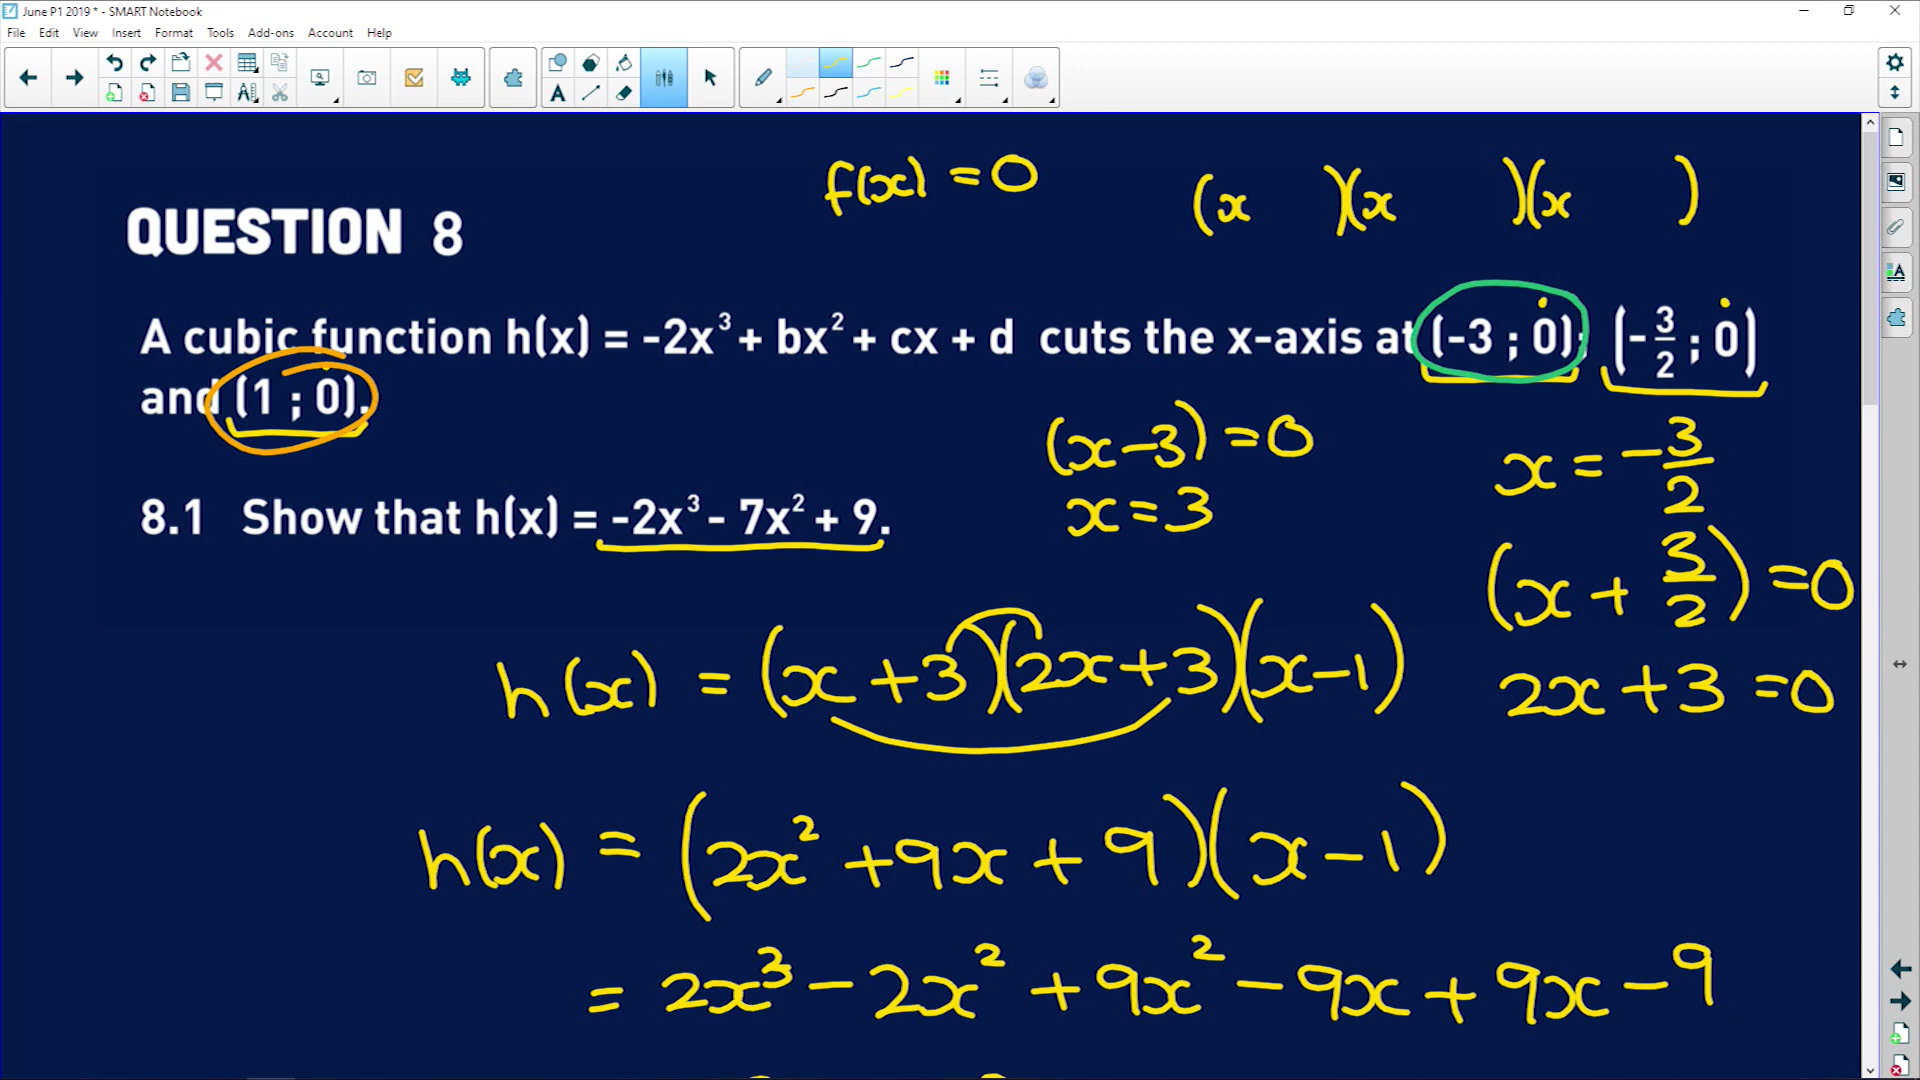 June P1 2019 * - SMART Notebook
File Edit View Insert Format Tools Add-ons Account Help
f(x) = 0 (x )(x )(x )
QUESTION 8
A cubic function h(x) = -2x³ + bx² + cx + d cuts the x-axis at (-3 ; 0); (-3/2 ; 0)
and (1 ; 0).
(x-3) = 0
x = -3/2
8.1 Show that h(x) = -2x³ - 7x² + 9.
x = 3
(x + 3/2) = 0
h(x) = (x+3)(2x+3)(x-1)
2x + 3 = 0
h(x) = (2x² + 9x + 9)(x - 1)
= 2x³ - 2x² + 9x² - 9x + 9x - 9